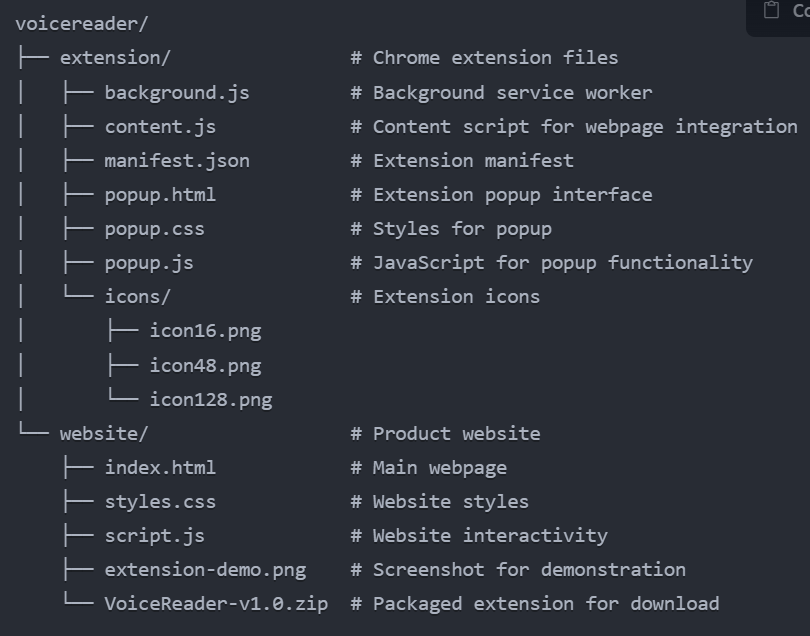 Co
voicereader/
├── extension/                # Chrome extension files
│   ├── background.js         # Background service worker
│   ├── content.js            # Content script for webpage integration
│   ├── manifest.json         # Extension manifest
│   ├── popup.html            # Extension popup interface
│   ├── popup.css             # Styles for popup
│   ├── popup.js              # JavaScript for popup functionality
│   └── icons/                # Extension icons
│       ├── icon16.png
│       ├── icon48.png
│       └── icon128.png
└── website/                  # Product website
    ├── index.html            # Main webpage
    ├── styles.css            # Website styles
    ├── script.js             # Website interactivity
    ├── extension-demo.png    # Screenshot for demonstration
    └── VoiceReader-v1.0.zip  # Packaged extension for download